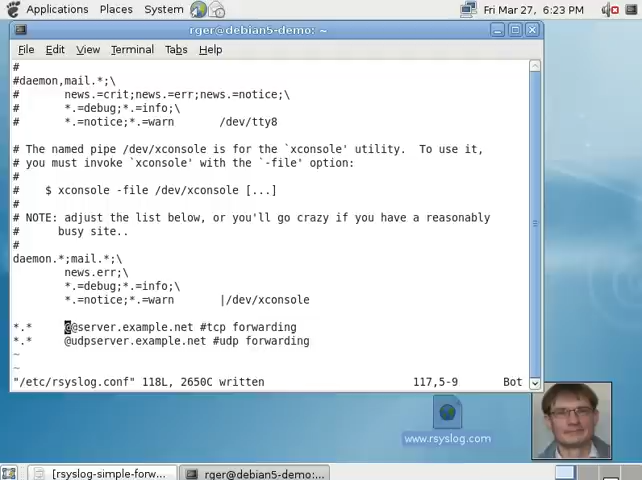 Applications Places System Fri Mar 27, 6:23 PM
rger@debian5-demo: ~
File Edit View Terminal Tabs Help
#
#daemon,mail.*;\
#       news.=crit;news.=err;news.=notice;\
#       *.=debug;*.=info;\
#       *.=notice;*.=warn       /dev/tty8
# The named pipe /dev/xconsole is for the `xconsole' utility.  To use it,
# you must invoke `xconsole' with the `-file' option:
#
#    $ xconsole -file /dev/xconsole [...]
#
# NOTE: adjust the list below, or you'll go crazy if you have a reasonably
#      busy site..
#
daemon.*;mail.*;\
        news.err;\
        *.=debug;*.=info;\
        *.=notice;*.=warn       |/dev/xconsole
*.*     @@server.example.net #tcp forwarding
*.*     @udpserver.example.net #udp forwarding
~
~
"/etc/rsyslog.conf" 118L, 2650C written 117,5-9 Bot
www.rsyslog.com
[rsyslog-simple-forw... rger@debian5-demo:...